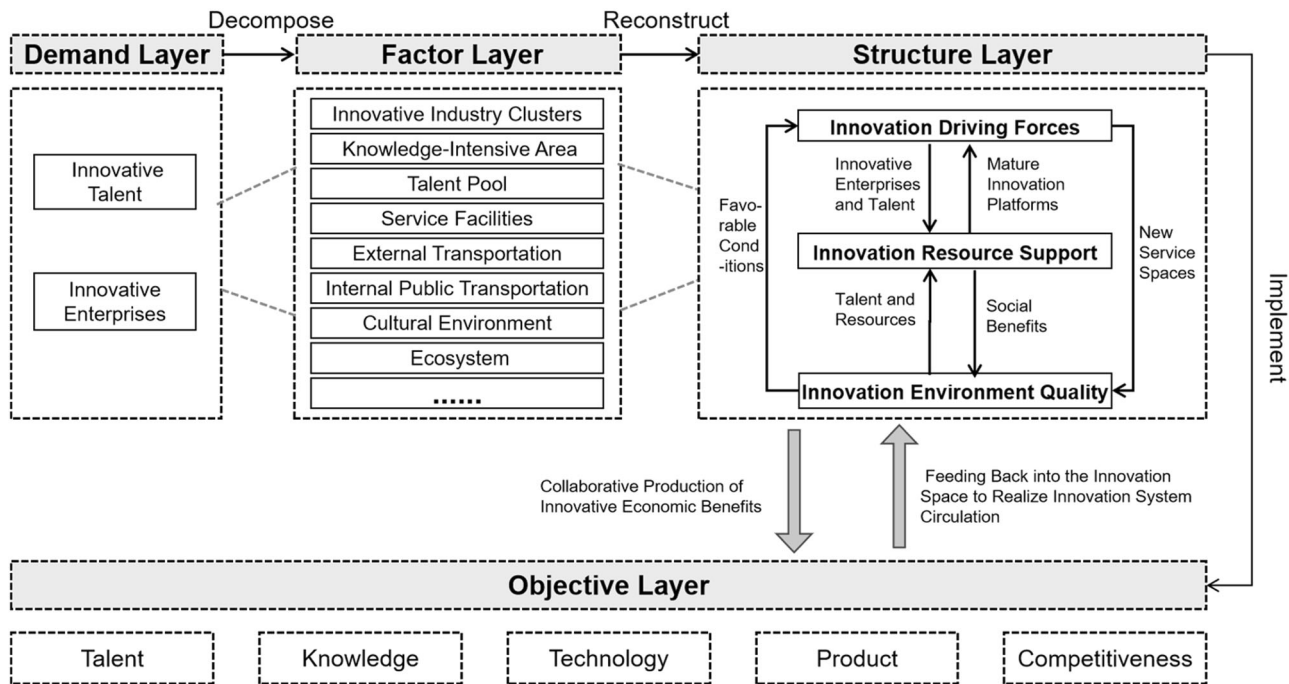 Decompose
Reconstruct
Demand Layer
Factor Layer
Structure Layer
Innovative
Talent
Innovative
Enterprises
Innovative Industry Clusters
Knowledge-Intensive Area
Talent Pool
Service Facilities
External Transportation
Internal Public Transportation
Cultural Environment
Ecosystem
......
Innovation Driving Forces
Innovative
Enterprises
and Talent
Mature
Innovation
Platforms
Favo-
rable
Cond
-itions
New
Service
Spaces
Innovation Resource Support
Talent and
Resources
Social
Benefits
Innovation Environment Quality
Implement
Collaborative Production of
Innovative Economic Benefits
Feeding Back into the Innovation
Space to Realize Innovation System
Circulation
Objective Layer
Talent
Knowledge
Technology
Product
Competitiveness